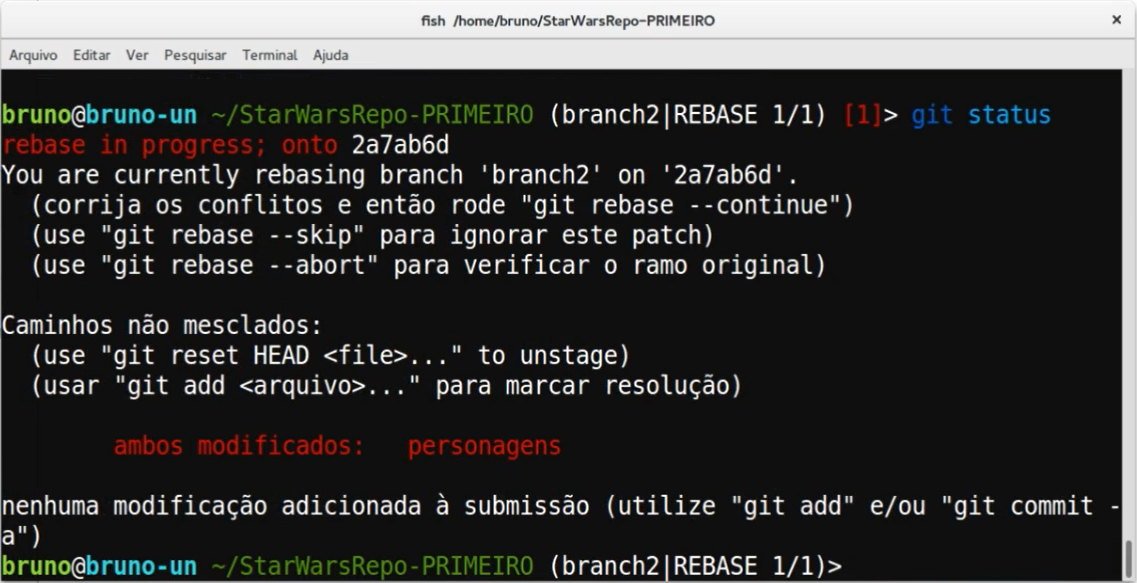 fish /home/bruno/StarWarsRepo-PRIMEIRO ×
Arquivo Editar Ver Pesquisar Terminal Ajuda
bruno@bruno-un ~/StarWarsRepo-PRIMEIRO (branch2|REBASE 1/1) [1]> git status
rebase in progress; onto 2a7ab6d
You are currently rebasing branch 'branch2' on '2a7ab6d'.
  (corrija os conflitos e então rode "git rebase --continue")
  (use "git rebase --skip" para ignorar este patch)
  (use "git rebase --abort" para verificar o ramo original)
Caminhos não mesclados:
  (use "git reset HEAD <file>..." to unstage)
  (usar "git add <arquivo>..." para marcar resolução)
        ambos modificados:   personagens
nenhuma modificação adicionada à submissão (utilize "git add" e/ou "git commit -
a")
bruno@bruno-un ~/StarWarsRepo-PRIMEIRO (branch2|REBASE 1/1)>